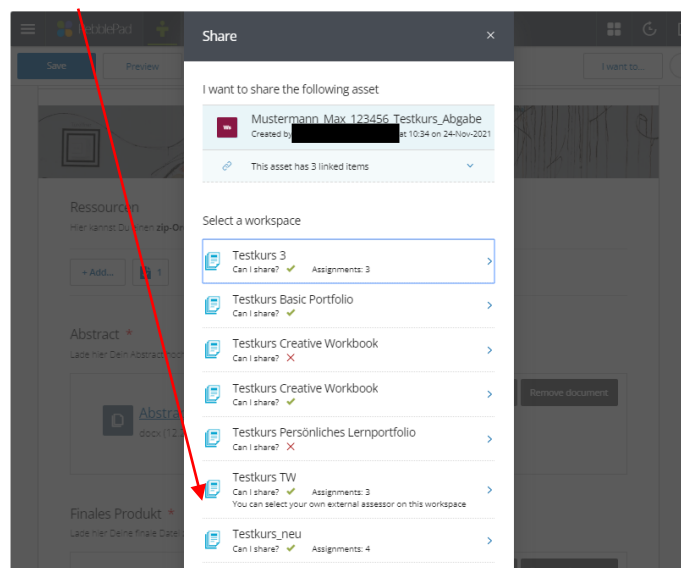 PebblePad
Share
×
Save
Preview
I want to...
I want to share the following asset
We
Mustermann_Max_123456_Testkurs_Abgabe
Created by
at 10:34 on 24-Nov-2021
This asset has 3 linked items
Ressourcen
Hier kannst Du einen zip-Or
Select a workspace
+ Add...
1
Testkurs 3
Can I share? Assignments: 3
Testkurs Basic Portfolio
Can I share?
Abstract *
Lade hier Dein Abstract hoch
Testkurs Creative Workbook
Can I share?
Testkurs Creative Workbook
Can I share?
Remove document
Abstra
docx (12.
Testkurs Persönliches Lernportfolio
Can I share?
Testkurs TW
Can I share? Assignments: 3
You can select your own external assessor on this workspace
Finales Produkt *
Lade hier Deine finale Datei
Testkurs_neu
Can I share? Assignments: 4